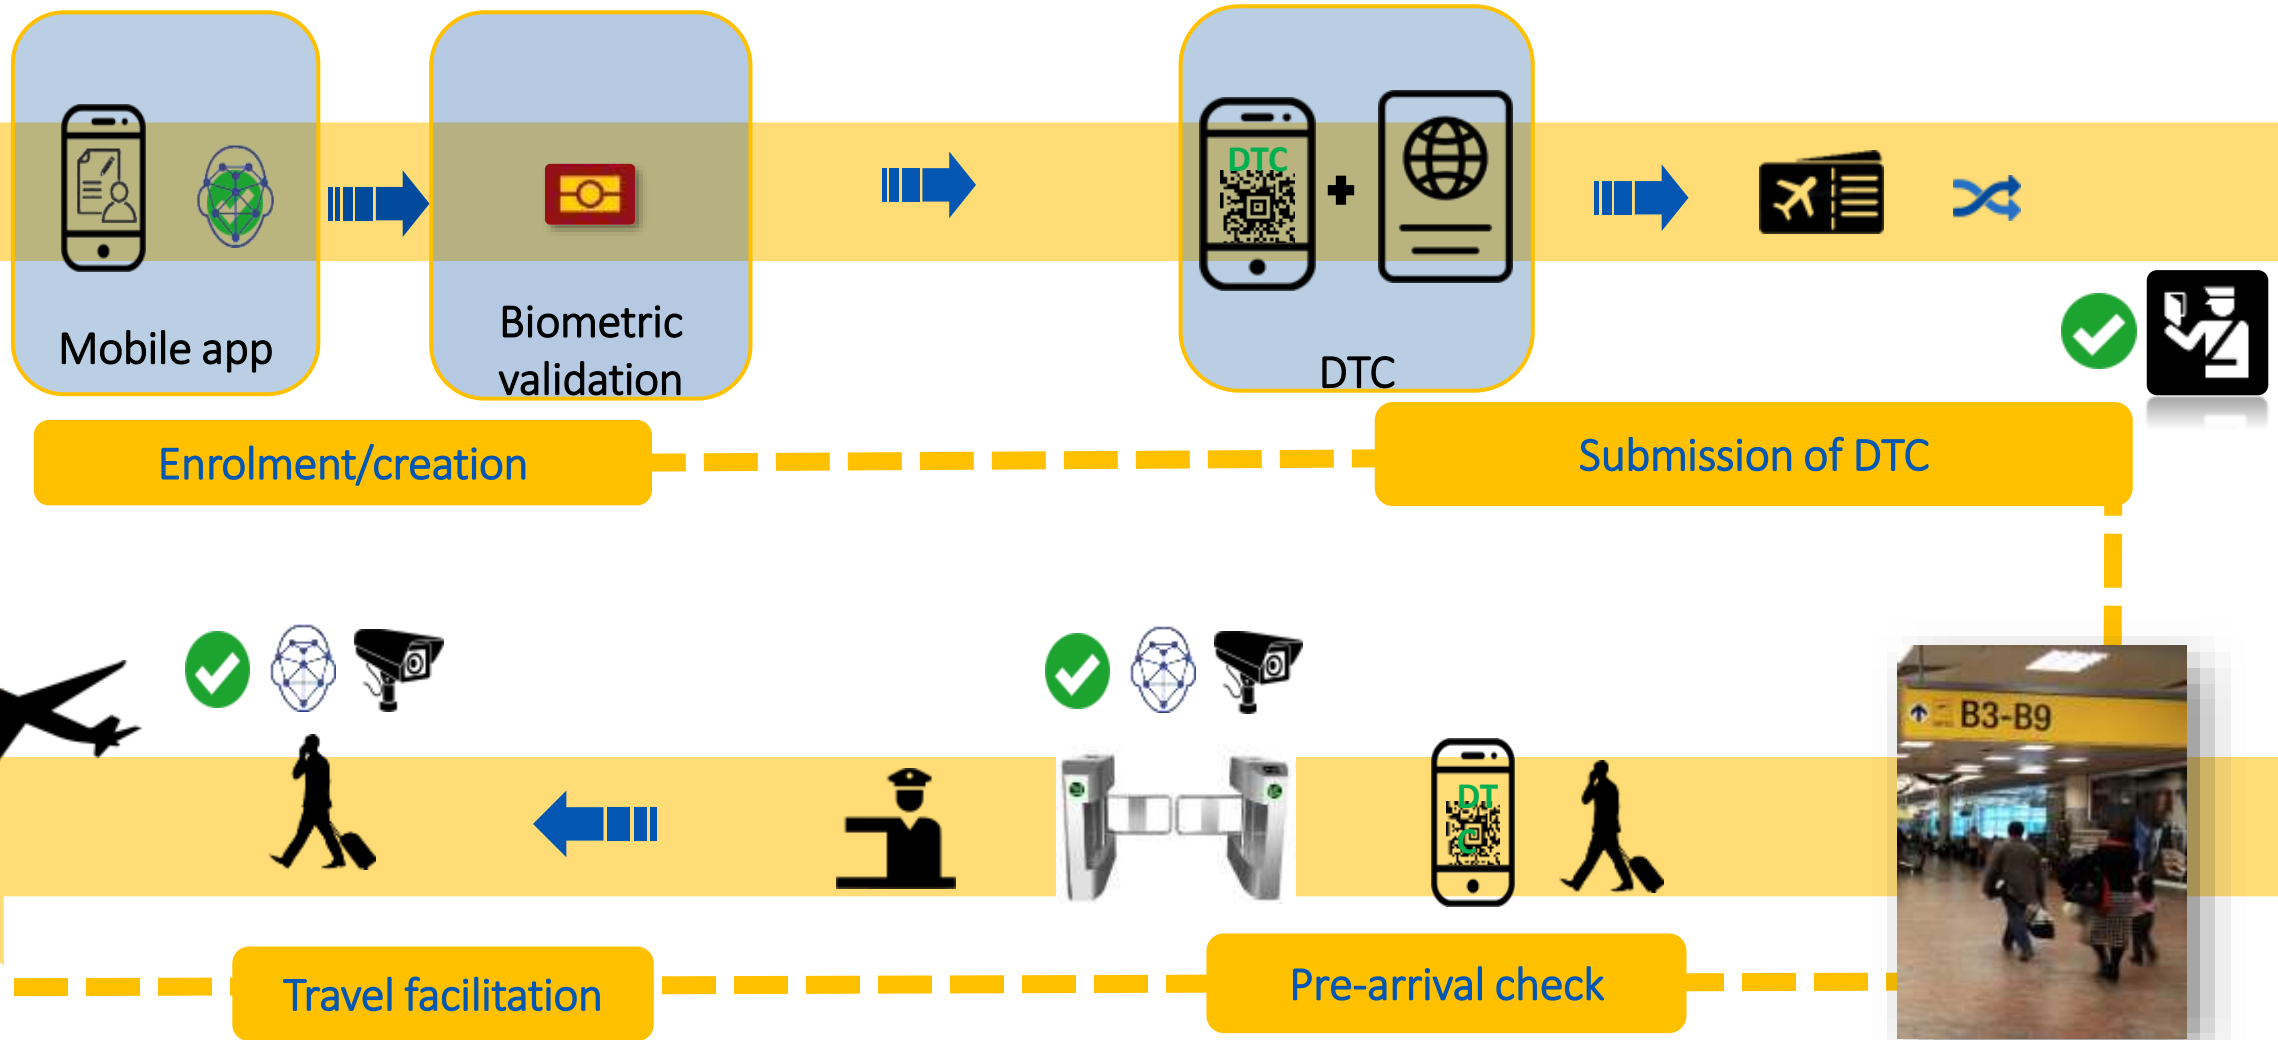 DTC
Mobile app
Biometric
validation
DTC
Enrolment/creation
Submission of DTC
B3-B9
DT
C
Travel facilitation
Pre-arrival check